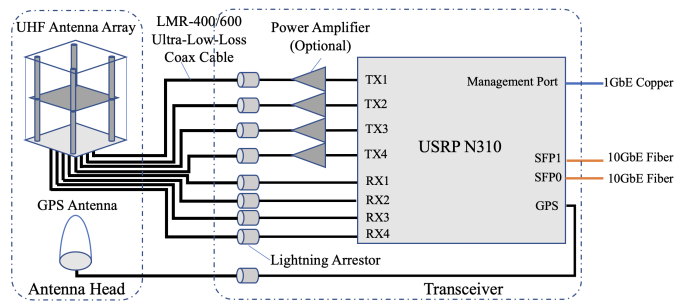 UHF Antenna Array
LMR-400/600
Ultra-Low-Loss
Coax Cable
Power Amplifier
(Optional)
TX1
TX2
TX3
TX4
RX1
RX2
RX3
RX4
USRP N310
Management Port
SFP1
SFP0
GPS
1GbE Copper
10GbE Fiber
10GbE Fiber
GPS Antenna
Lightning Arrestor
Antenna Head
Transceiver